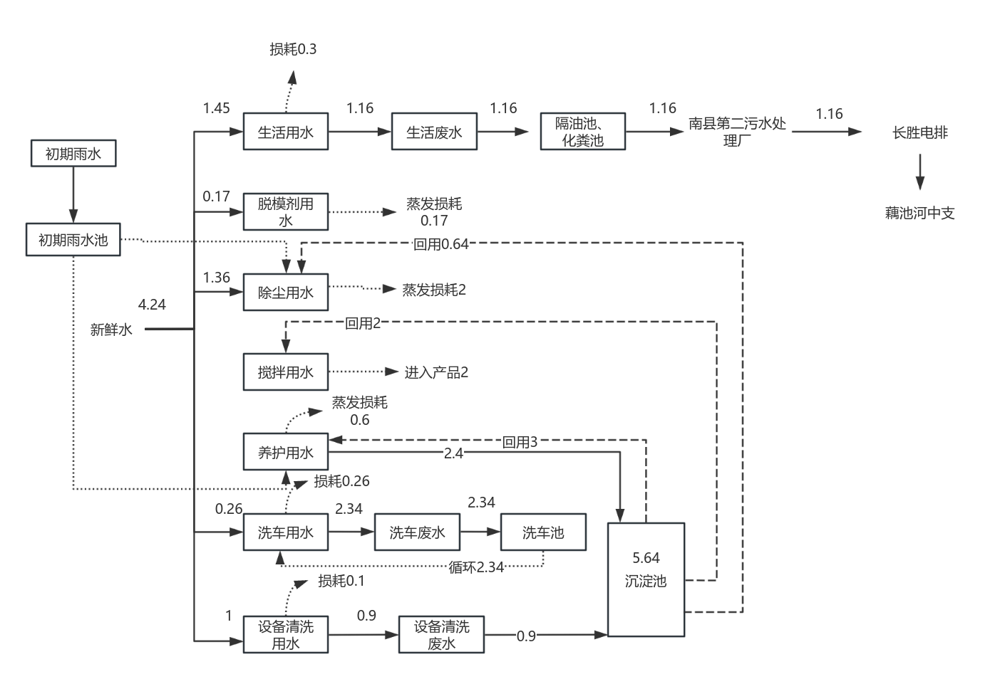 损耗0.3
1.45
1.16
1.16
1.16
1.16
生活用水
生活废水
隔油池、
化粪池
南县第二污水处
理厂
长胜电排
初期雨水
0.17
脱模剂用
水
蒸发损耗
0.17
藕池河中支
初期雨水池
回用0.64
1.36
除尘用水
蒸发损耗2
4.24
新鲜水
回用2
搅拌用水
进入产品2
蒸发损耗
0.6
养护用水
回用3
2.4
损耗0.26
0.26
2.34
2.34
洗车用水
洗车废水
洗车池
5.64
沉淀池
循环2.34
损耗0.1
1
0.9
设备清洗
用水
设备清洗
废水
0.9